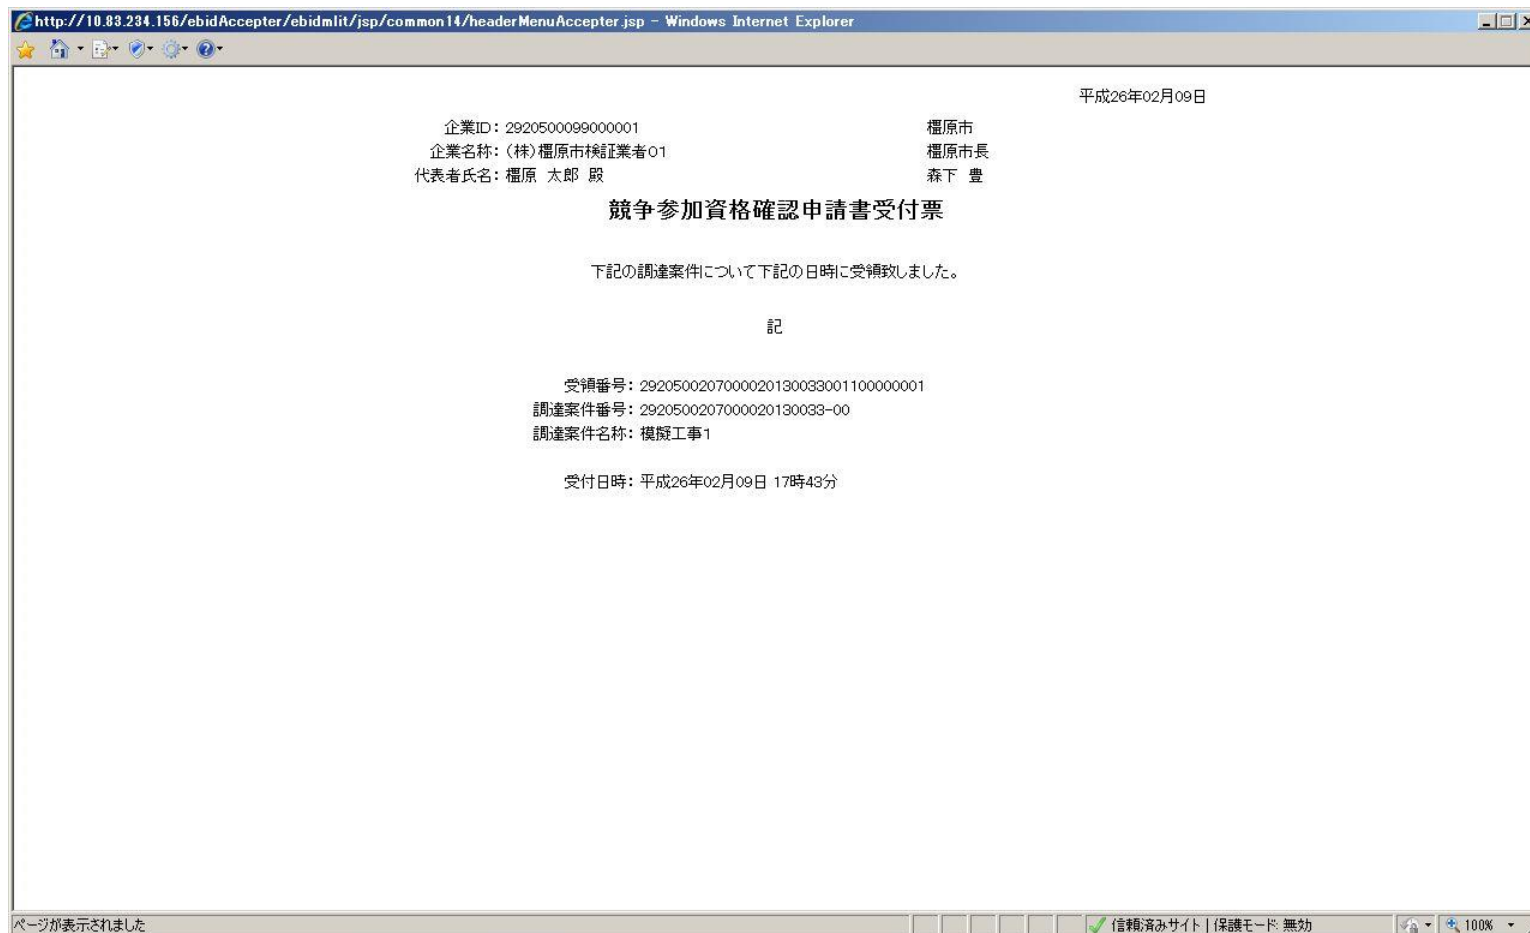 http://10.83.234.156/ebidAccepter/ebidmlit/jsp/common14/headerMenuAccepter.jsp - Windows Internet Explorer
平成26年02月09日
企業ID: 2920500099000001 橿原市
企業名称: (株)橿原市検証業者01 橿原市長
代表者氏名: 橿原 太郎 殿 森下 豊
競争参加資格確認申請書受付票
下記の調達案件について下記の日時に受領致しました。
記
受領番号: 2920500207000020130033001100000001
調達案件番号: 2920500207000020130033-00
調達案件名称: 模擬工事1
受付日時: 平成26年02月09日 17時43分
ページが表示されました 信頼済みサイト | 保護モード: 無効 100%